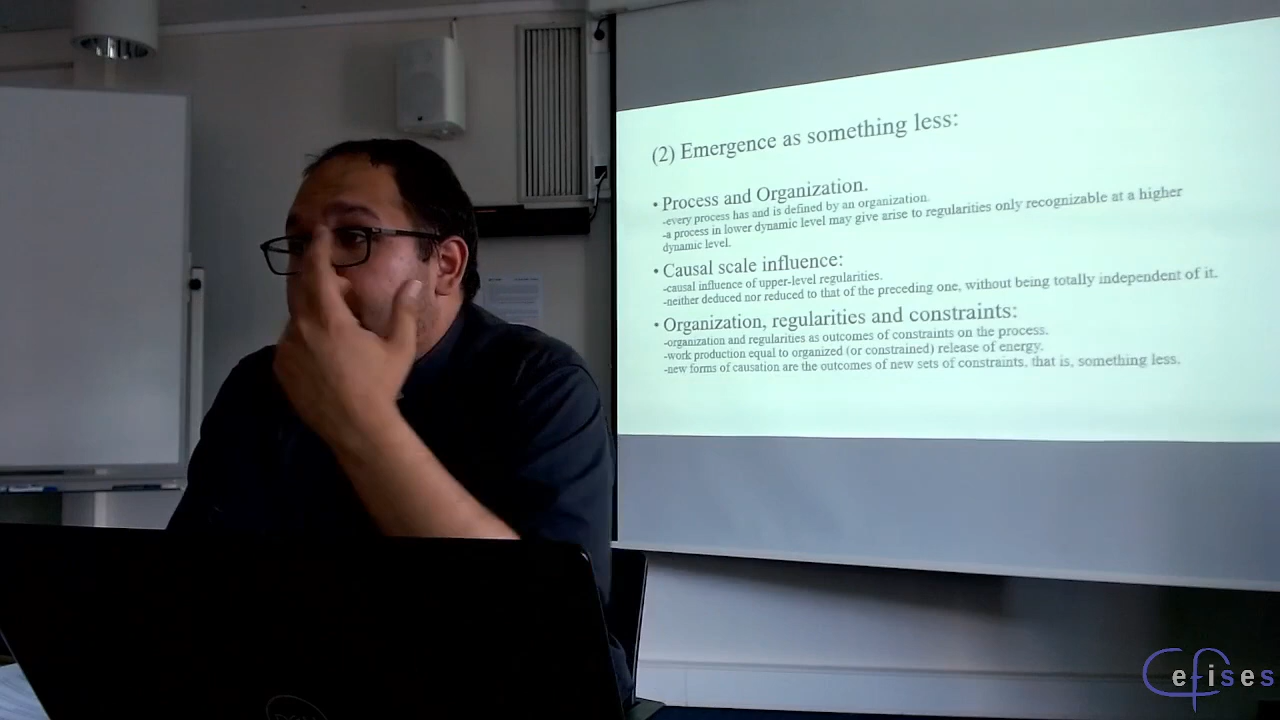 (2) Emergence as something less:
• Process and Organization.
-every process has and is defined by an organization.
-a process in lower dynamic level may give arise to regularities only recognizable at a higher
dynamic level.
• Causal scale influence:
-causal influence of upper-level regularities.
-neither deduced nor reduced to that of the preceding one, without being totally independent of it.
• Organization, regularities and constraints:
-organization and regularities as outcomes of constraints on the process.
-work production equal to organized (or constrained) release of energy.
-new forms of causation are the outcomes of new sets of constraints, that is, something less.
Cefises